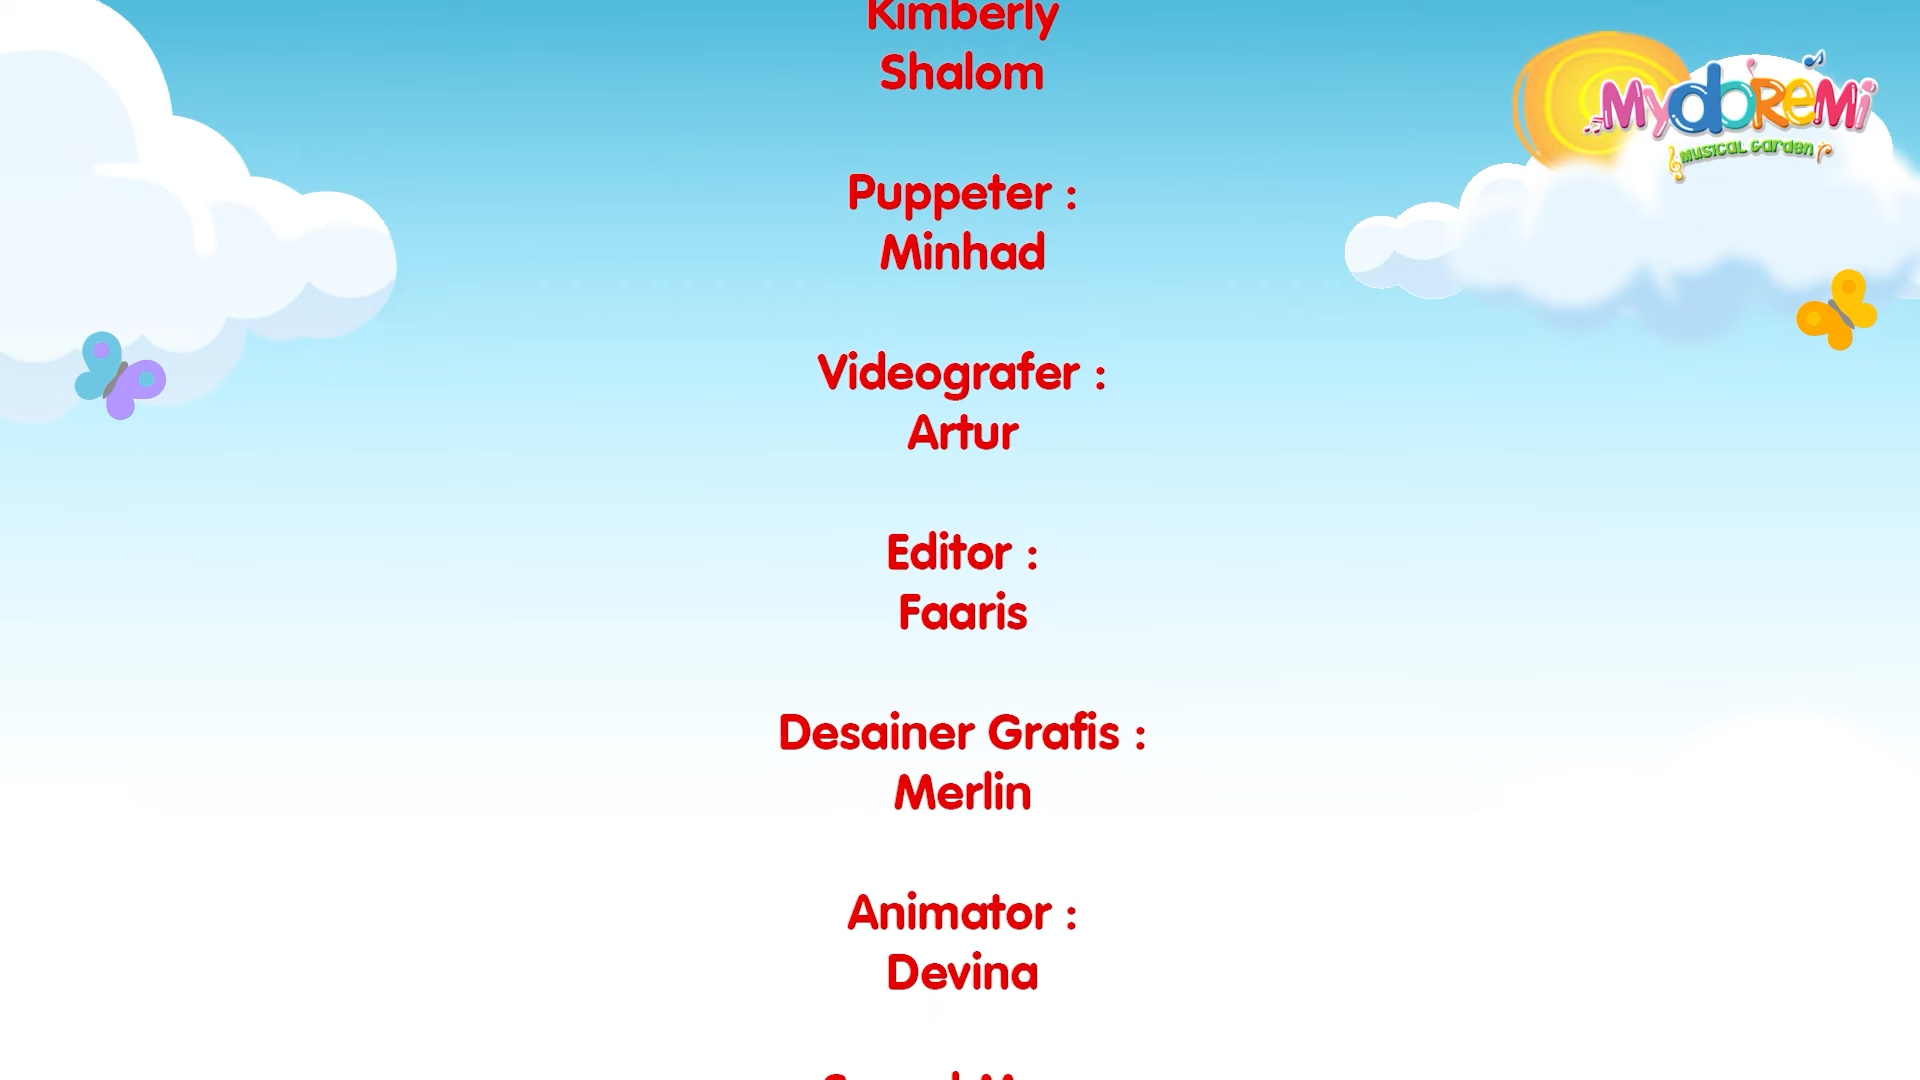 Kimberly
Shalom
MydoReMi
MUSICAL Garden
Puppeter :
Minhad
Videografer :
Artur
Editor :
Faaris
Desainer Grafis :
Merlin
Animator :
Devina